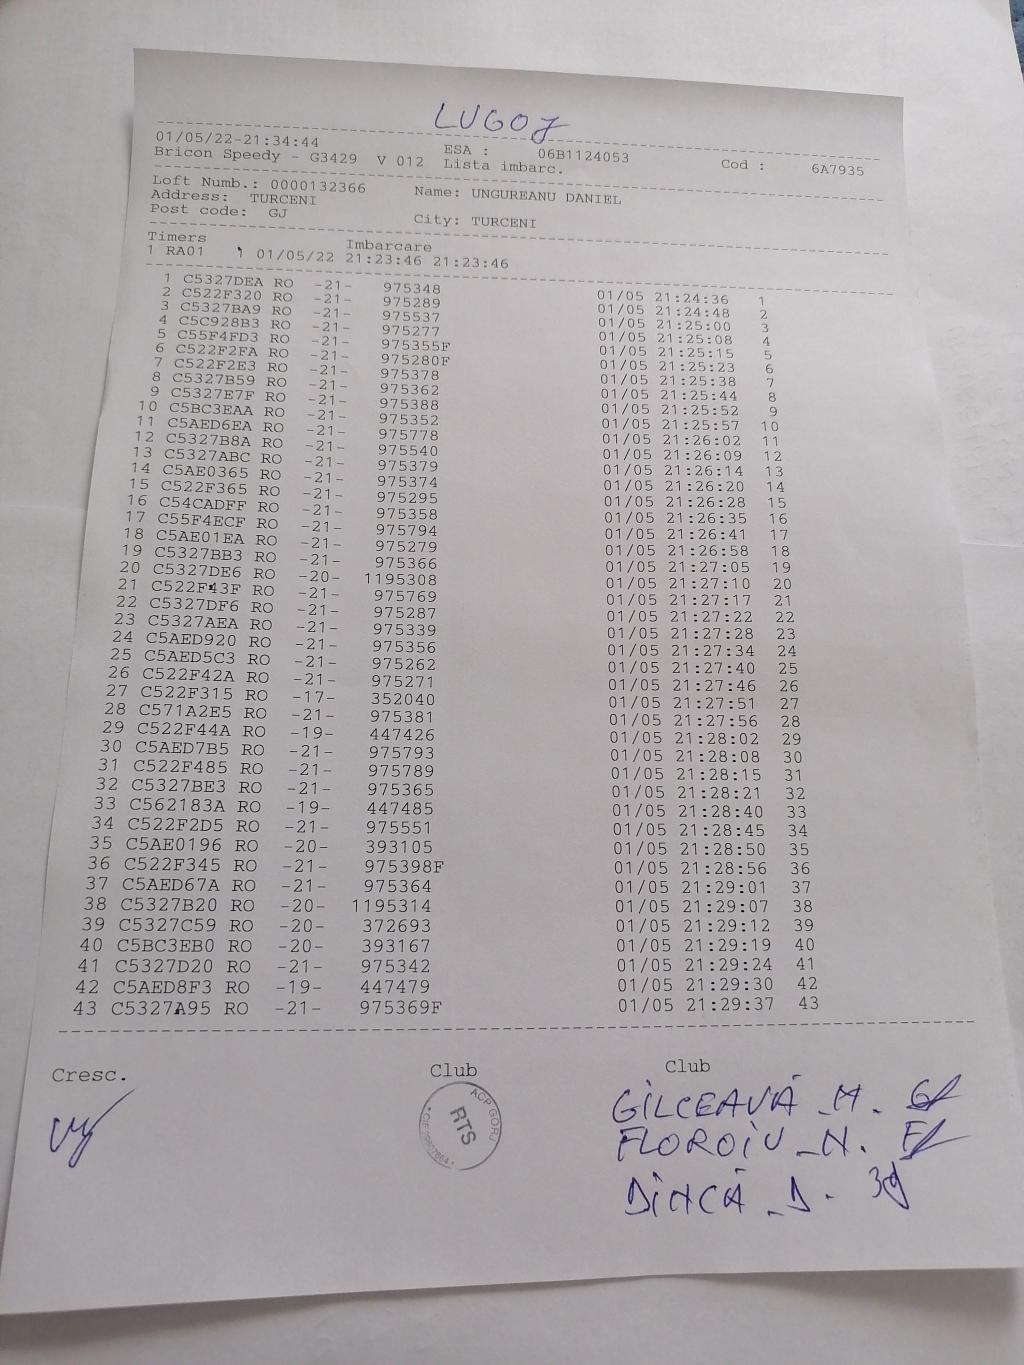 LUGOJ
01/05/22-21:34:44 ESA : 06B1124053 Cod : 6A7935
Bricon Speedy - G3429 V 012 Lista imbarc.
Loft Numb.: 0000132366 Name: UNGUREANU DANIEL
Address: TURCENI
Post code: GJ City: TURCENI
Timers Imbarcare
1 RA01 01/05/22 21:23:46 21:23:46
1 C5327DEA RO -21- 975348 01/05 21:24:36 1
2 C522F320 RO -21- 975289 01/05 21:24:48 2
3 C5327BA9 RO -21- 975537 01/05 21:25:00 3
4 C5C928B3 RO -21- 975277 01/05 21:25:08 4
5 C55F4FD3 RO -21- 975355F 01/05 21:25:15 5
6 C522F2FA RO -21- 975280F 01/05 21:25:23 6
7 C522F2E3 RO -21- 975378 01/05 21:25:38 7
8 C5327B59 RO -21- 975362 01/05 21:25:44 8
9 C5327E7F RO -21- 975388 01/05 21:25:52 9
10 C5BC3EAA RO -21- 975352 01/05 21:25:57 10
11 C5AED6EA RO -21- 975778 01/05 21:26:02 11
12 C5327B8A RO -21- 975540 01/05 21:26:09 12
13 C5327ABC RO -21- 975379 01/05 21:26:14 13
14 C5AE0365 RO -21- 975374 01/05 21:26:20 14
15 C522F365 RO -21- 975295 01/05 21:26:28 15
16 C54CADFF RO -21- 975358 01/05 21:26:35 16
17 C55F4ECF RO -21- 975794 01/05 21:26:41 17
18 C5AE01EA RO -21- 975279 01/05 21:26:58 18
19 C5327BB3 RO -21- 975366 01/05 21:27:05 19
20 C5327DE6 RO -20- 1195308 01/05 21:27:10 20
21 C522F43F RO -21- 975769 01/05 21:27:17 21
22 C5327DF6 RO -21- 975287 01/05 21:27:22 22
23 C5327AEA RO -21- 975339 01/05 21:27:28 23
24 C5AED920 RO -21- 975356 01/05 21:27:34 24
25 C5AED5C3 RO -21- 975262 01/05 21:27:40 25
26 C522F42A RO -21- 975271 01/05 21:27:46 26
27 C522F315 RO -17- 352040 01/05 21:27:51 27
28 C571A2E5 RO -21- 975381 01/05 21:27:56 28
29 C522F44A RO -19- 447426 01/05 21:28:02 29
30 C5AED7B5 RO -21- 975793 01/05 21:28:08 30
31 C522F485 RO -21- 975789 01/05 21:28:15 31
32 C5327BE3 RO -21- 975365 01/05 21:28:21 32
33 C562183A RO -19- 447485 01/05 21:28:40 33
34 C522F2D5 RO -21- 975551 01/05 21:28:45 34
35 C5AE0196 RO -20- 393105 01/05 21:28:50 35
36 C522F345 RO -21- 975398F 01/05 21:28:56 36
37 C5AED67A RO -21- 975364 01/05 21:29:01 37
38 C5327B20 RO -20- 1195314 01/05 21:29:07 38
39 C5327C59 RO -20- 372693 01/05 21:29:12 39
40 C5BC3EB0 RO -20- 393167 01/05 21:29:19 40
41 C5327D20 RO -21- 975342 01/05 21:29:24 41
42 C5AED8F3 RO -19- 447479 01/05 21:29:30 42
43 C5327A95 RO -21- 975369F 01/05 21:29:37 43
Cresc. Club Club
ACP GORJ
RTS
GÎLCEAVĂ M.
FLOROIU N.
DINCĂ D.